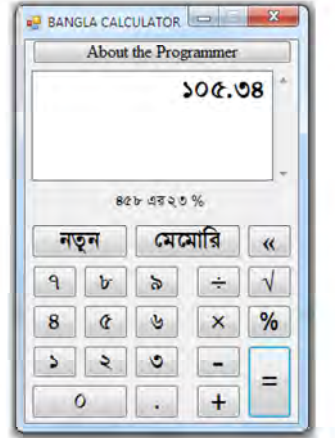 BANGLA CALCULATOR
About the Programmer
১০৫.৩৪
৪৫৮ এর ২৩ %
নতুন মেমোরি «
৭ ৮ ৯ ÷ √
৪ ৫ ৬ × %
১ ২ ৩ - =
০ . +